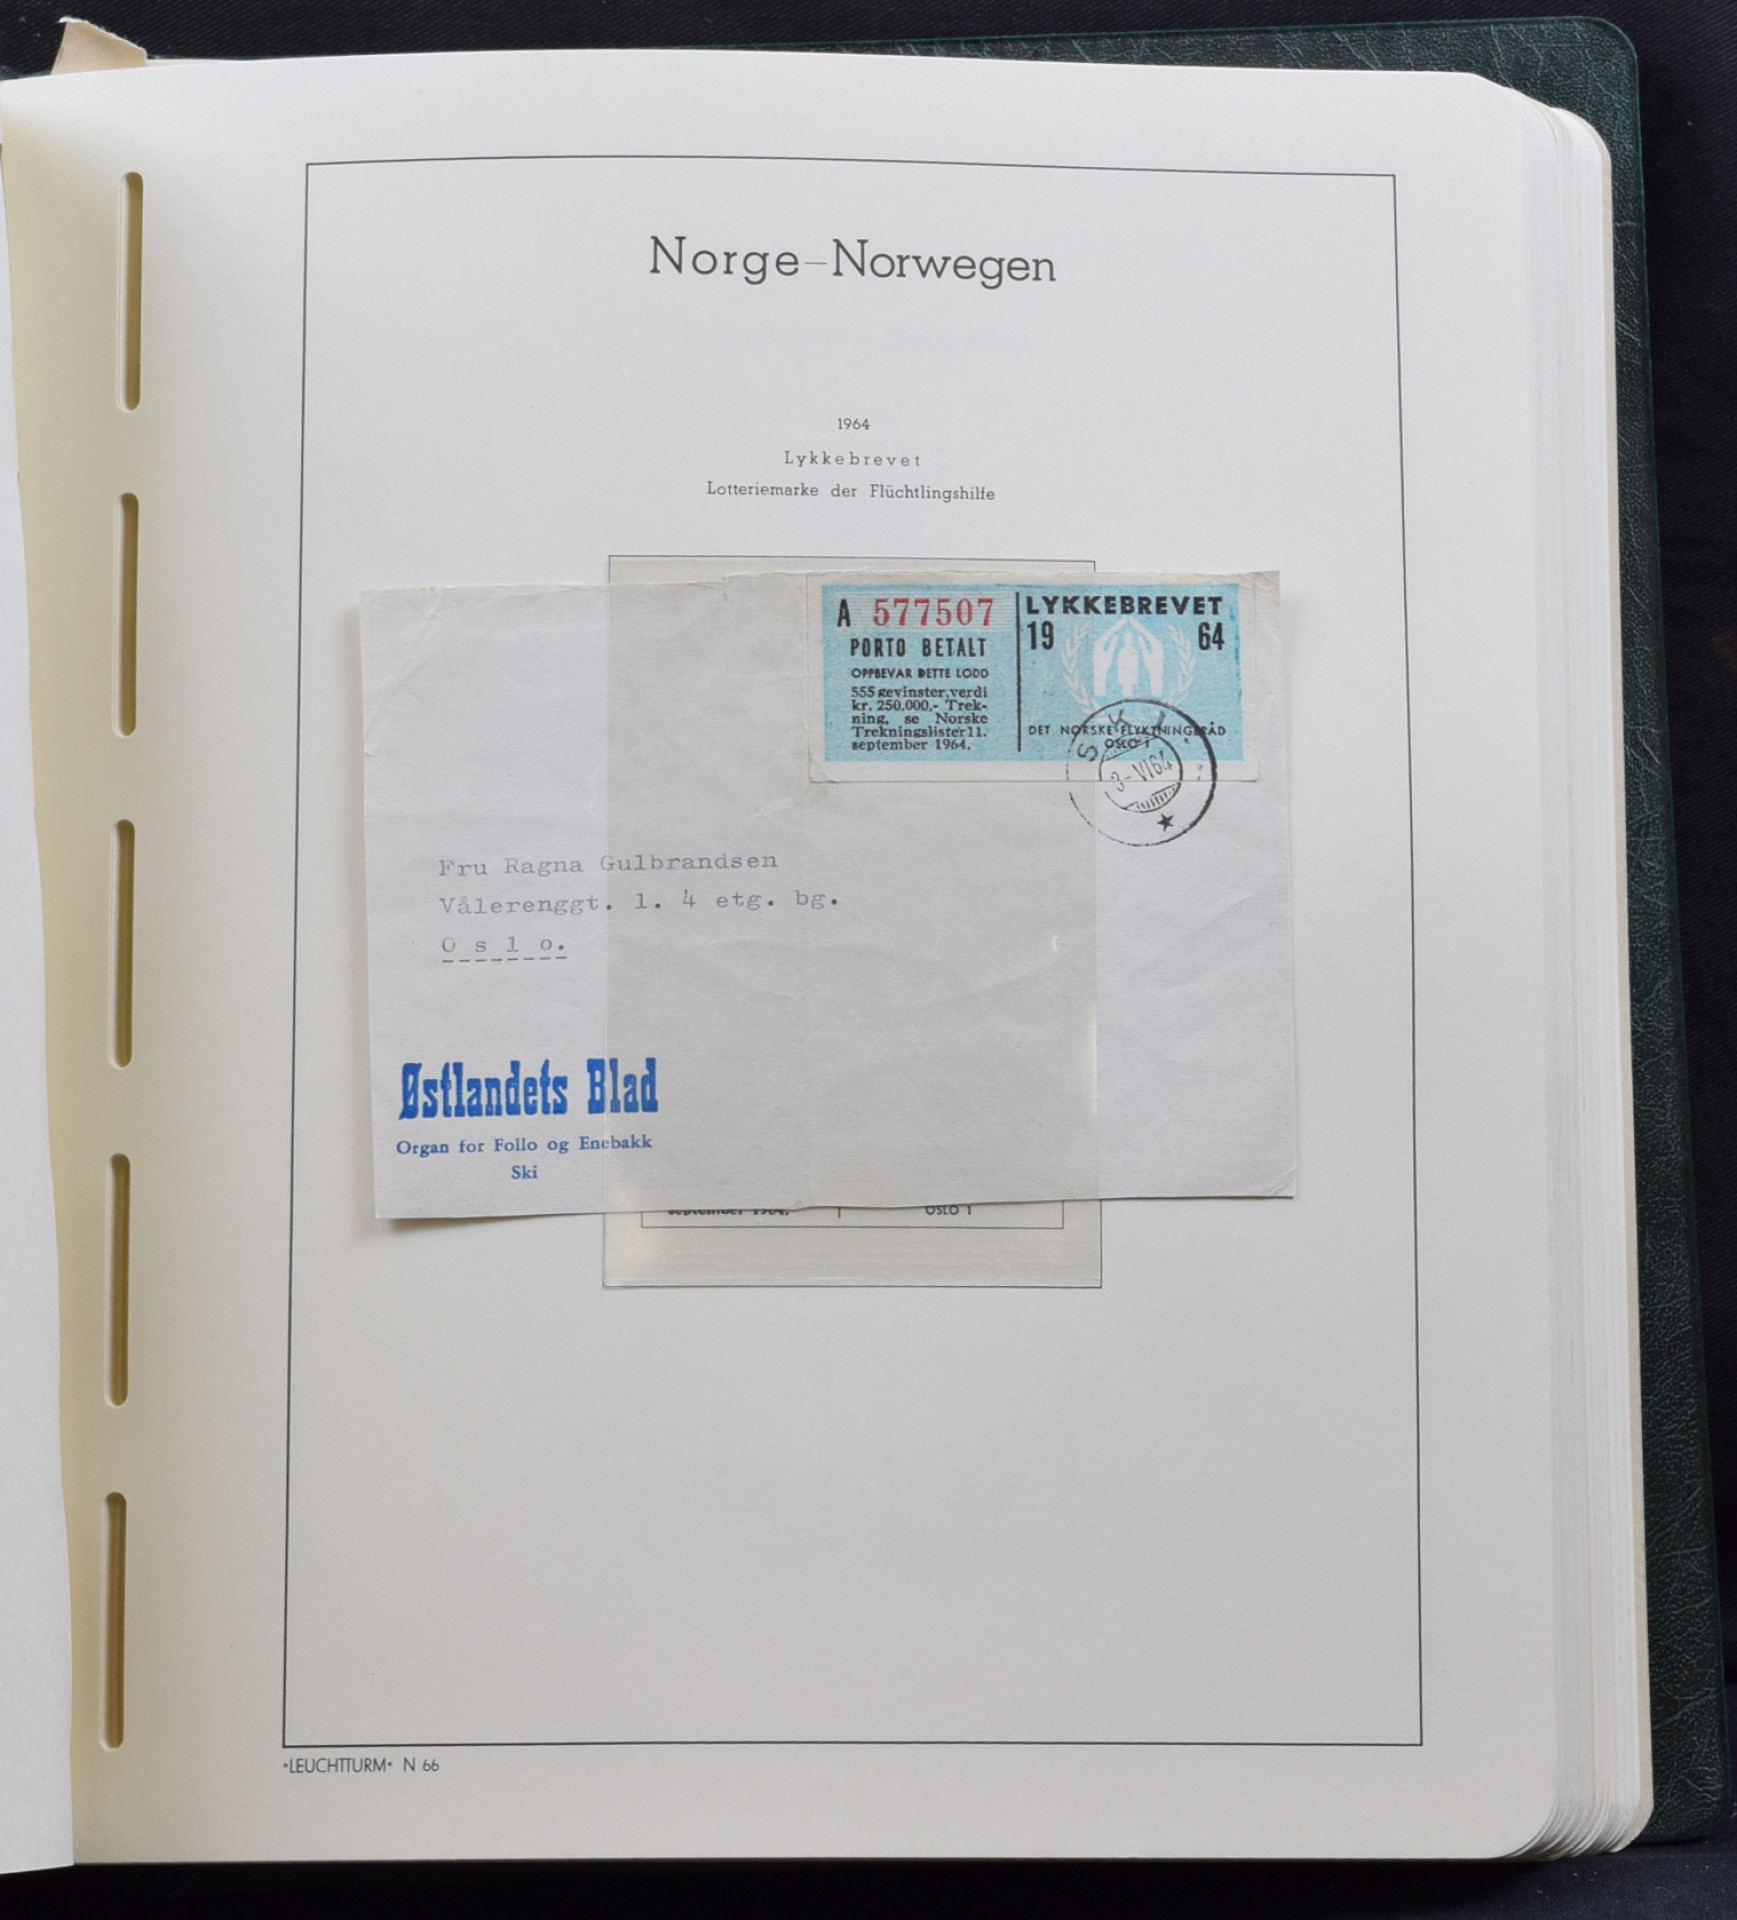 Norge–Norwegen
1964
Lykkebrevet
Lotteriemarke der Flüchtlingshilfe
A 577507
PORTO BETALT
OPPBEVAR DETTE LODD
555 gevinster, verdi
kr. 250.000,- Trek-
ning, se Norske
Trekningslister 11.
september 1964.
LYKKEBREVET
19 64
DET NORSKE FLYKTNINGERÅD
OSLO 1
SKI
3-VI64
Fru Ragna Gulbrandsen
Vålerenggt. 1. 4 etg. bg.
O s l o.
Østlandets Blad
Organ for Follo og Enebakk
Ski
september 1964.
OSLO 1
"LEUCHTTURM" N 66